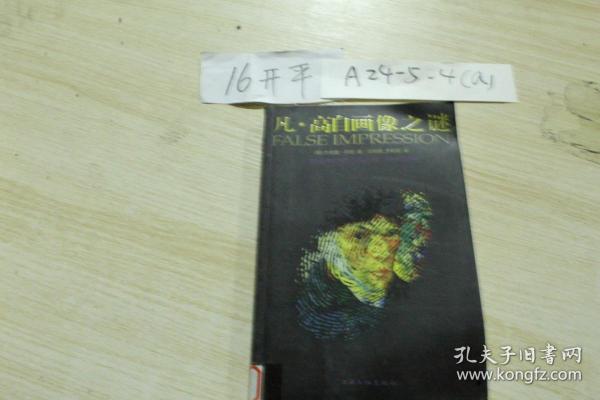 16开平
A24-5-4(a)
凡·高自画像之谜
FALSE IMPRESSION
孔夫子旧书网
www.kongfz.com